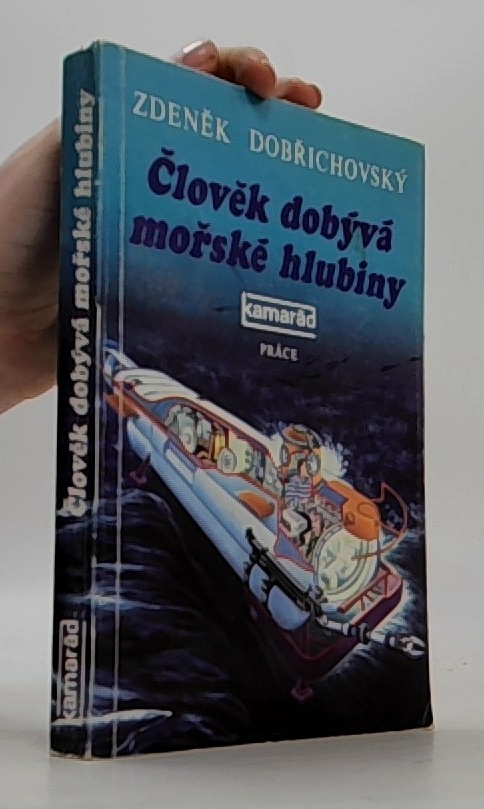 ZDENĚK DOBŘICHOVSKÝ
Člověk dobývá
mořské hlubiny
kamarád
PRÁCE
Člověk dobývá mořské hlubiny
kamarád